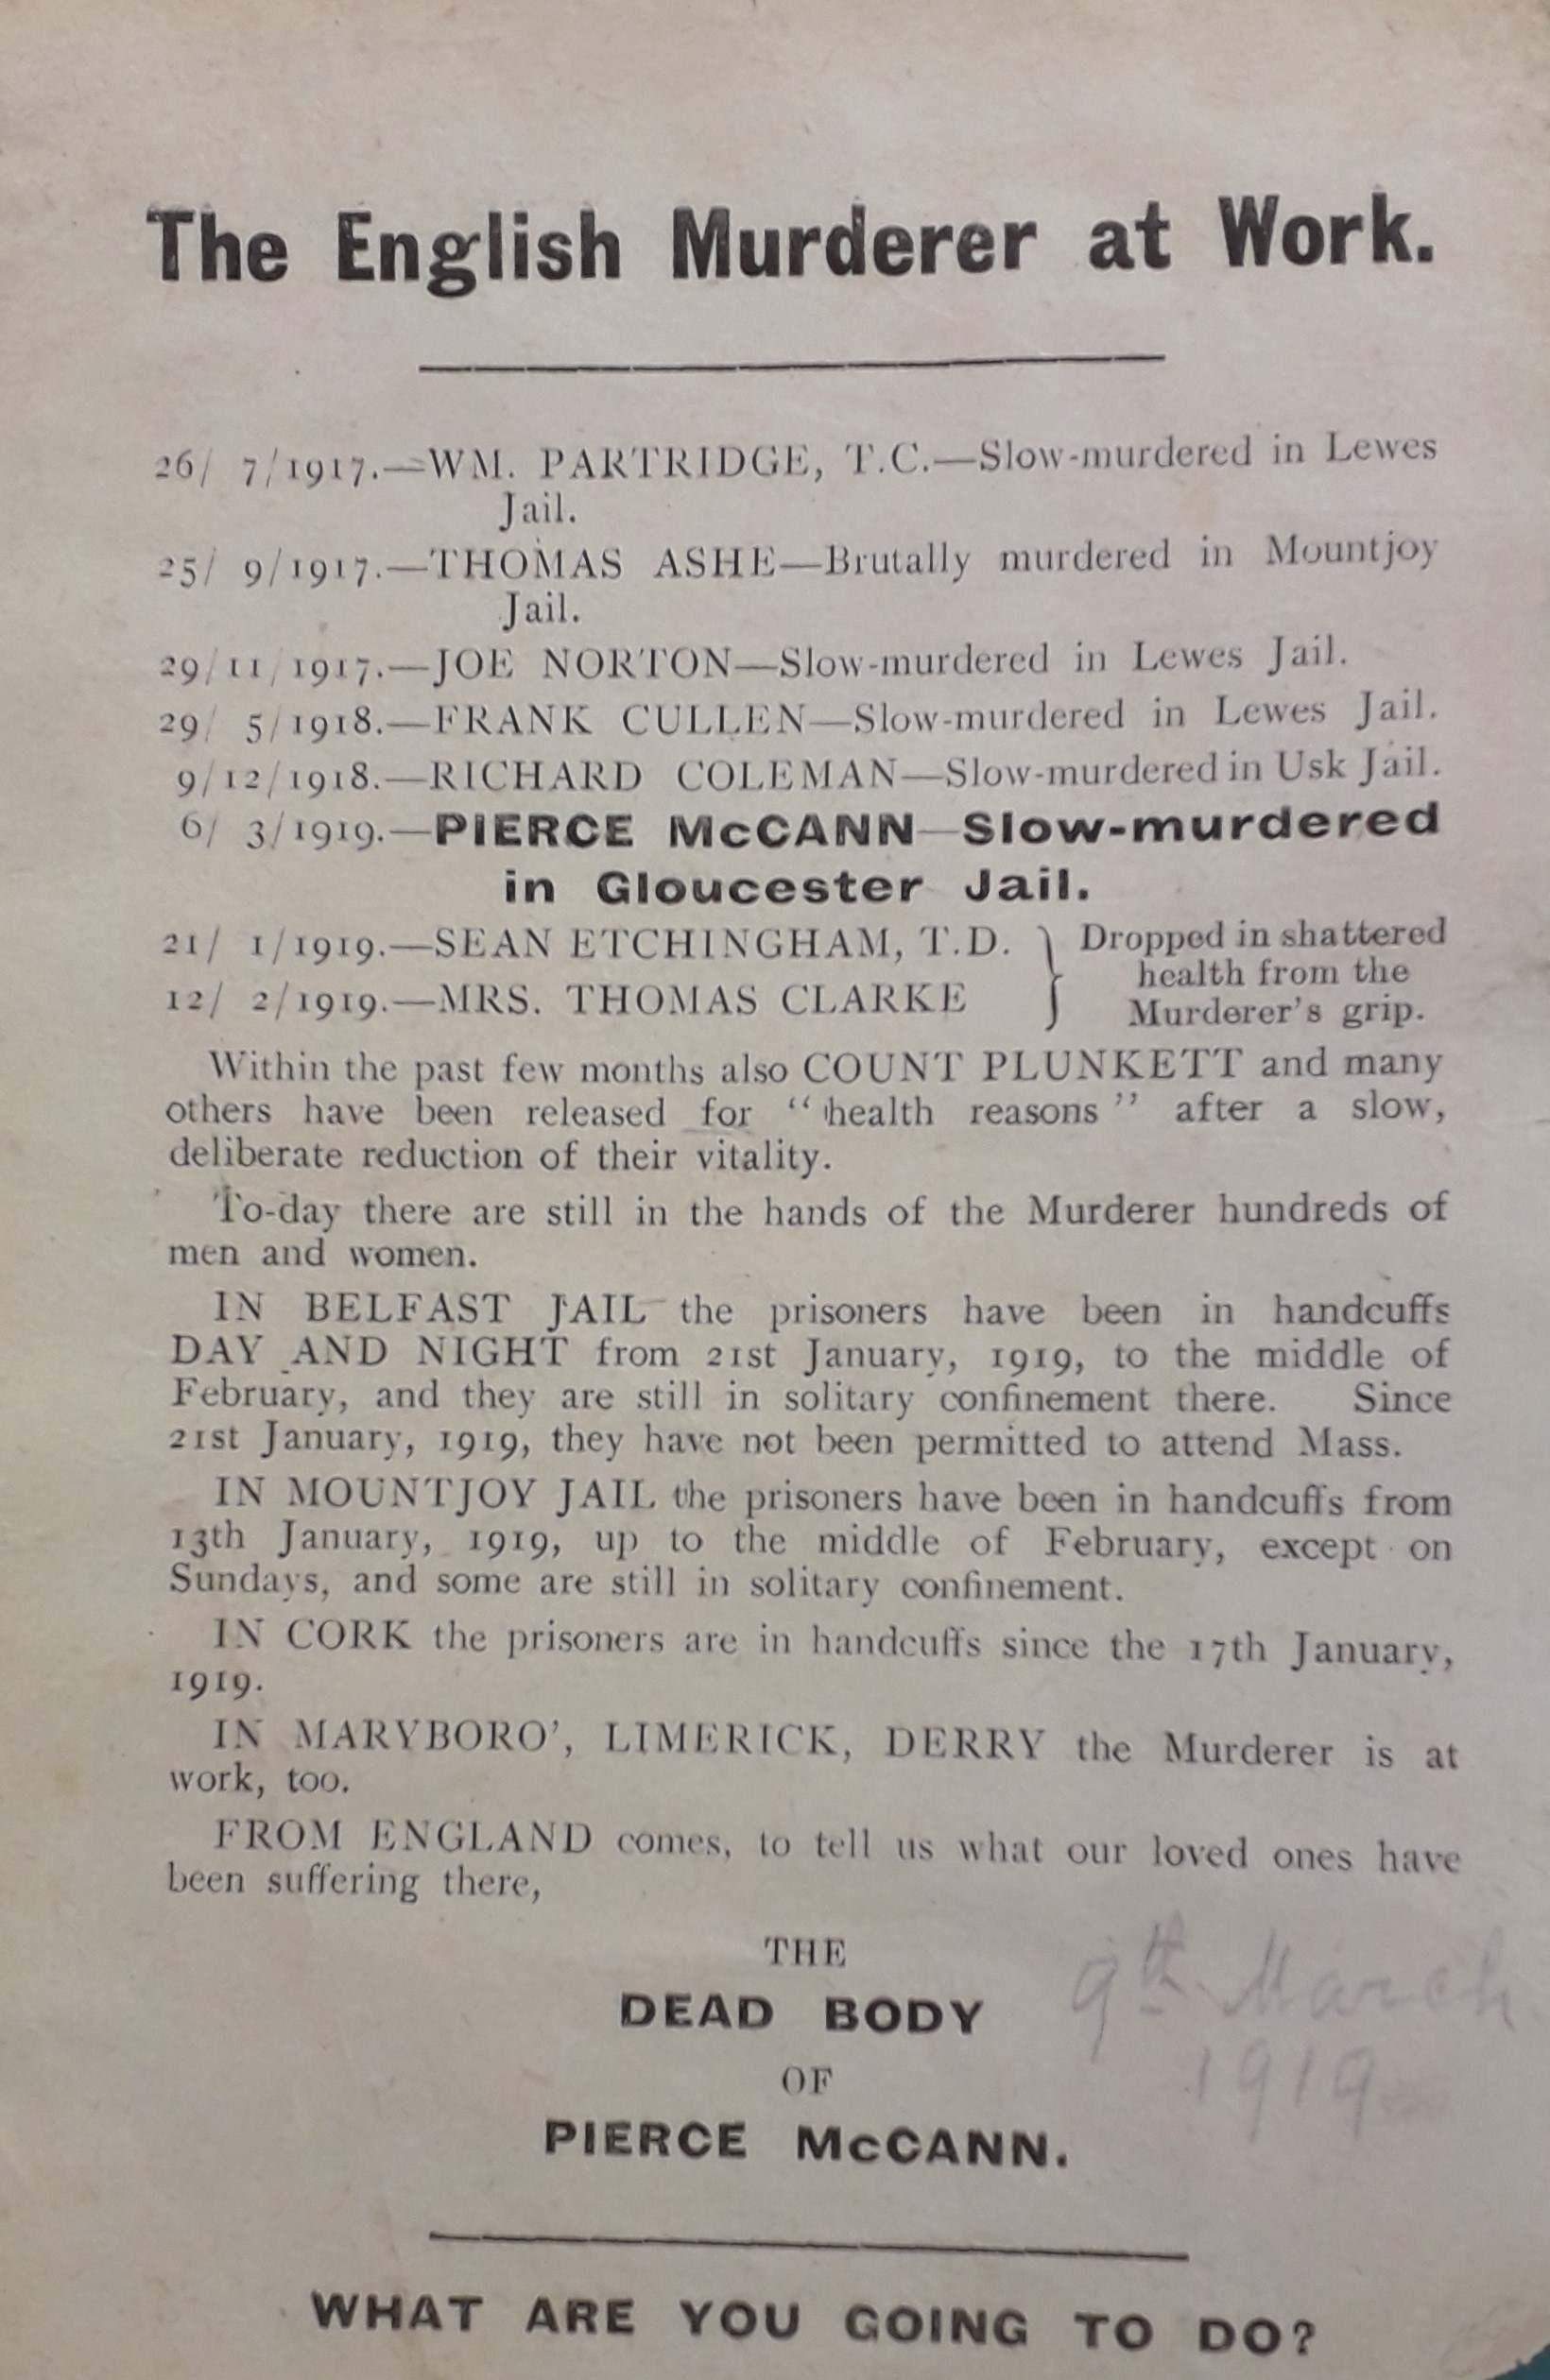 The English Murderer at Work.
26/ 7/1917.—WM. PARTRIDGE, T.C.—Slow-murdered in Lewes
Jail.
25/ 9/1917.—THOMAS ASHE—Brutally murdered in Mountjoy
Jail.
29/11/1917.—JOE NORTON—Slow-murdered in Lewes Jail.
29/ 5/1918.—FRANK CULLEN—Slow-murdered in Lewes Jail.
9/12/1918.—RICHARD COLEMAN—Slow-murdered in Usk Jail.
6/ 3/1919.—PIERCE McCANN—Slow-murdered
in Gloucester Jail.
21/ 1/1919.—SEAN ETCHINGHAM, T.D.
12/ 2/1919.—MRS. THOMAS CLARKE
} Dropped in shattered
health from the
Murderer's grip.
Within the past few months also COUNT PLUNKETT and many
others have been released for "health reasons" after a slow,
deliberate reduction of their vitality.
To-day there are still in the hands of the Murderer hundreds of
men and women.
IN BELFAST JAIL the prisoners have been in handcuffs
DAY AND NIGHT from 21st January, 1919, to the middle of
February, and they are still in solitary confinement there. Since
21st January, 1919, they have not been permitted to attend Mass.
IN MOUNTJOY JAIL the prisoners have been in handcuffs from
13th January, 1919, up to the middle of February, except on
Sundays, and some are still in solitary confinement.
IN CORK the prisoners are in handcuffs since the 17th January,
1919.
IN MARYBORO', LIMERICK, DERRY the Murderer is at
work, too.
FROM ENGLAND comes, to tell us what our loved ones have
been suffering there,
THE
DEAD BODY
OF
PIERCE McCANN.
9th March
1919
WHAT ARE YOU GOING TO DO?